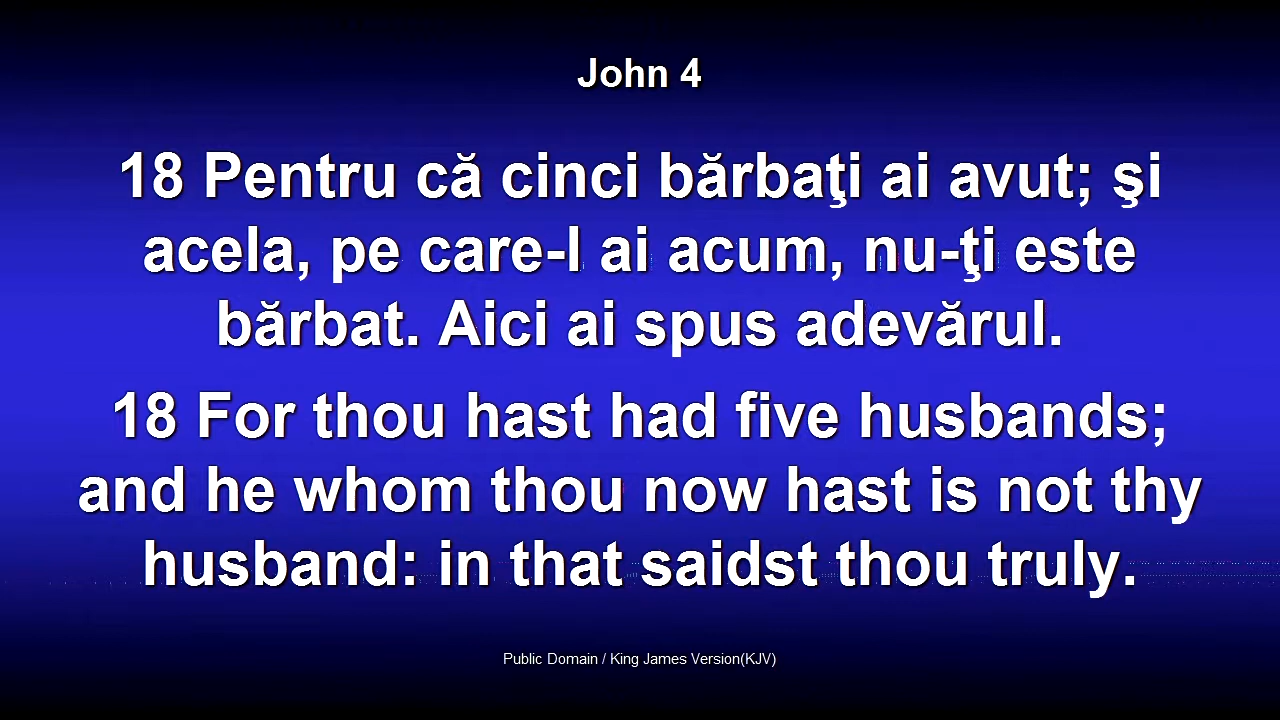 John 4
18 Pentru că cinci bărbaţi ai avut; şi
acela, pe care-l ai acum, nu-ţi este
bărbat. Aici ai spus adevărul.
18 For thou hast had five husbands;
and he whom thou now hast is not thy
husband: in that saidst thou truly.
Public Domain / King James Version(KJV)